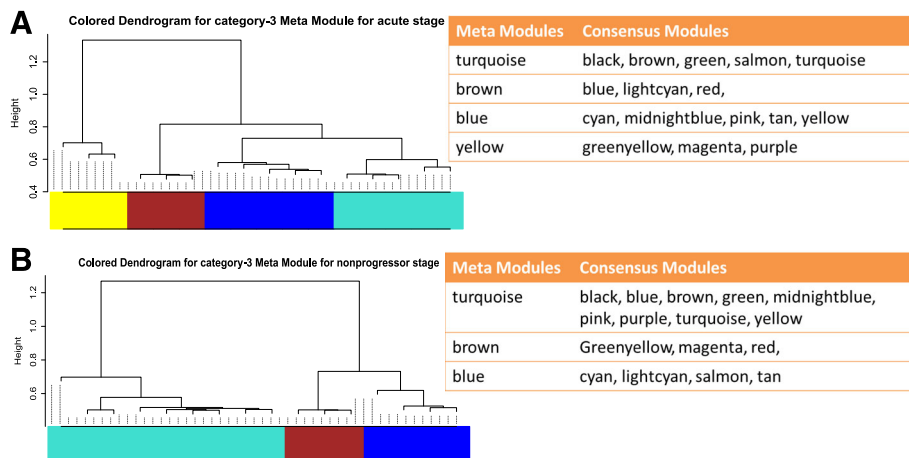 A
Colored Dendrogram for category-3 Meta Module for acute stage
Height
1.2
1.0
0.8
0.6
0.4
Meta Modules Consensus Modules
turquoise black, brown, green, salmon, turquoise
brown blue, lightcyan, red,
blue cyan, midnightblue, pink, tan, yellow
yellow greenyellow, magenta, purple
B
Colored Dendrogram for category-3 Meta Module for nonprogressor stage
Height
1.2
1.0
0.8
0.6
Meta Modules Consensus Modules
turquoise black, blue, brown, green, midnightblue,
pink, purple, turquoise, yellow
brown Greenyellow, magenta, red,
blue cyan, lightcyan, salmon, tan